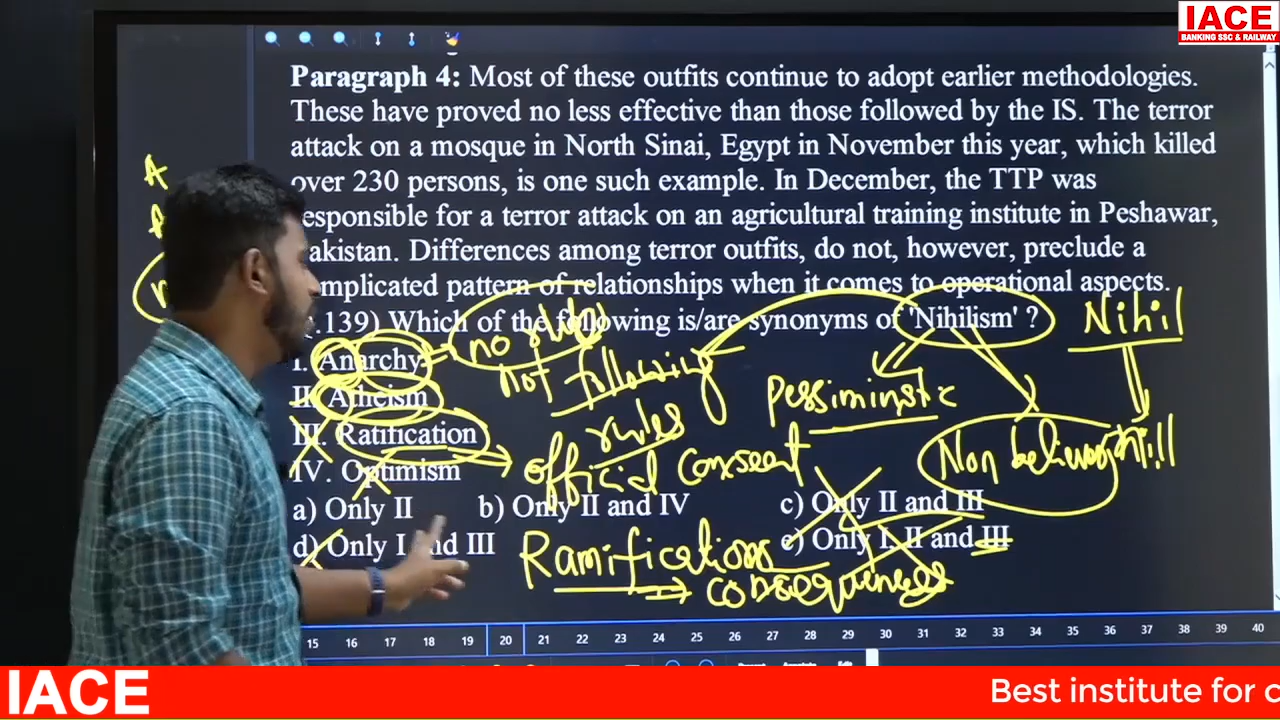 IACE
BANKING SSC & RAILWAY
Paragraph 4: Most of these outfits continue to adopt earlier methodologies.
These have proved no less effective than those followed by the IS. The terror
attack on a mosque in North Sinai, Egypt in November this year, which killed
over 230 persons, is one such example. In December, the TTP was
responsible for a terror attack on an agricultural training institute in Peshawar,
Pakistan. Differences among terror outfits, do not, however, preclude a
complicated pattern of relationships when it comes to operational aspects.
.139) Which of the following is/are synonyms of 'Nihilism' ?
Nihil
I. Anarchy
no
not following
rules
II. Atheism
pessiminstic
III. Ratification
official consent
Non
IV. Optimism
a) Only II b) Only II and IV c) Only II and III
d) Only I and III e) Only I, II and III
Ramifications
consequences
15 16 17 18 19 20 21 22 23 24 25 26 27 28 29 30 31 32 33 34 35 36 37 38 39 40
IACE
Best institute for c